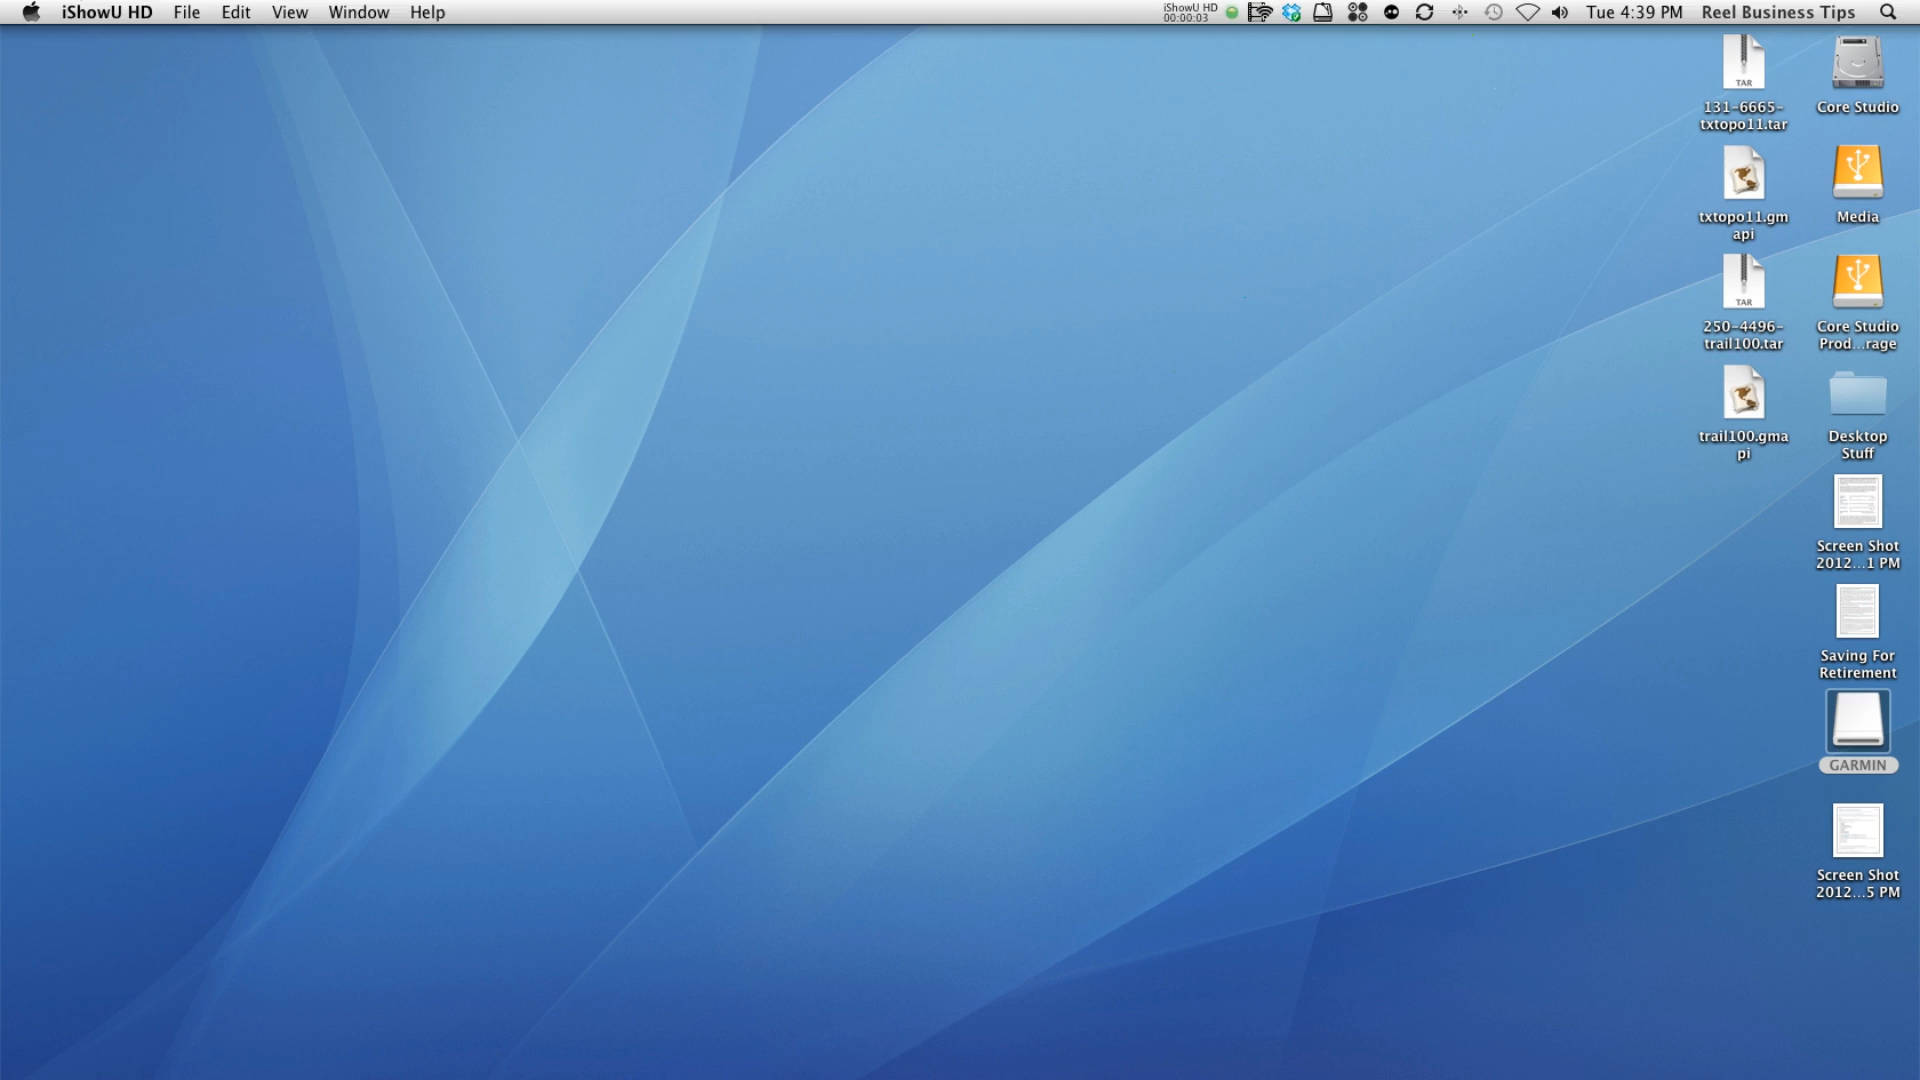 iShowU HD File Edit View Window Help
iShowU HD
00:00:03
Tue 4:39 PM Reel Business Tips
TAR
131-6665-
txtopo11.tar
Core Studio
txtopo11.gm
api
Media
TAR
250-4496-
trail100.tar
Core Studio
Prod...rage
trail100.gma
pi
Desktop
Stuff
Screen Shot
2012...1 PM
Saving For
Retirement
GARMIN
Screen Shot
2012...5 PM